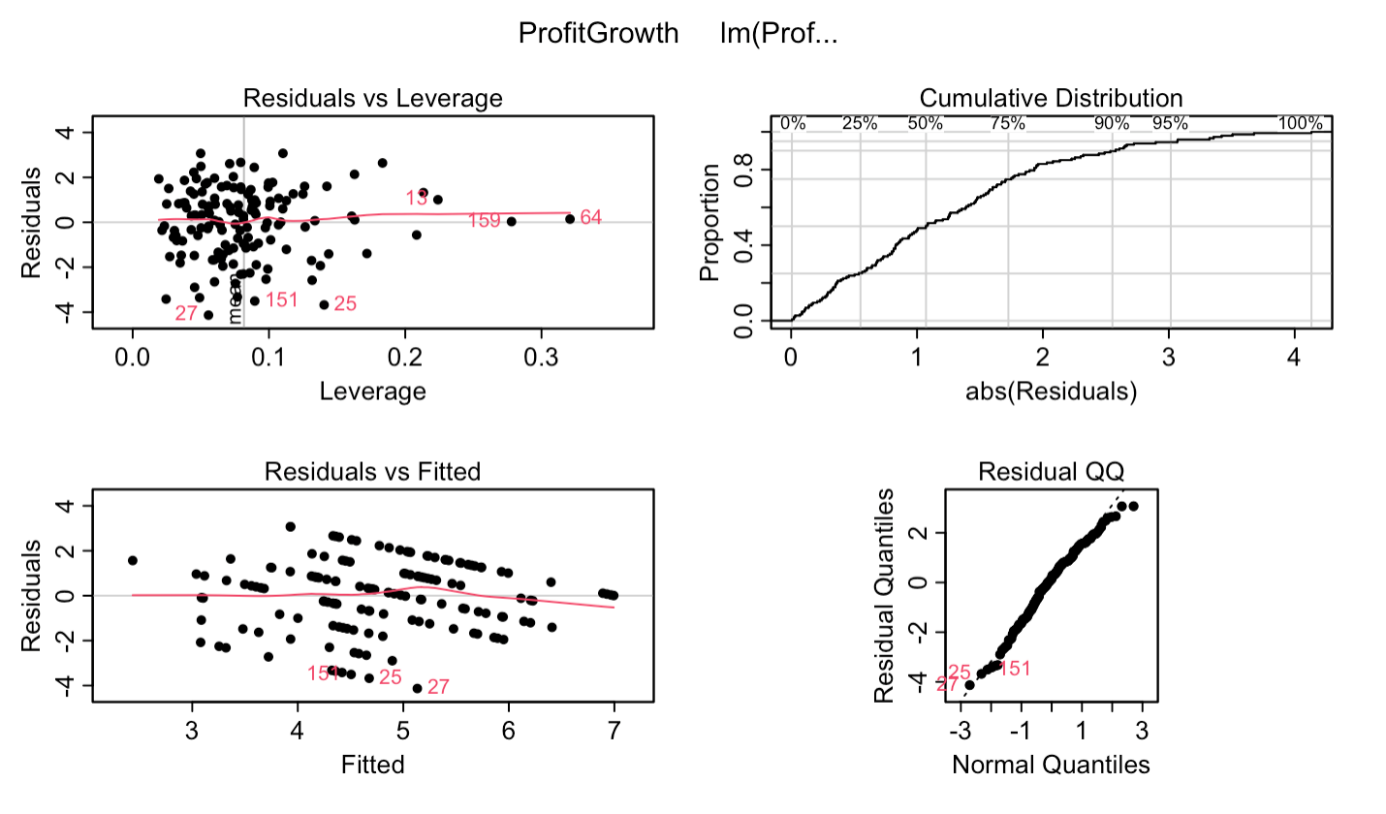 ProfitGrowth lm(Prof...
Residuals vs Leverage
Residuals
4
2
0
-2
-4
mean
13
159
64
27
151
25
0.0 0.1 0.2 0.3
Leverage
Cumulative Distribution
0% 25% 50% 75% 90% 95% 100%
Proportion
0.8
0.4
0.0
0 1 2 3 4
abs(Residuals)
Residuals vs Fitted
Residuals
4
2
0
-2
-4
151
25
27
3 4 5 6 7
Fitted
Residual QQ
Residual Quantiles
2
0
-2
-4
25
151
27
-3 -1 1 3
Normal Quantiles